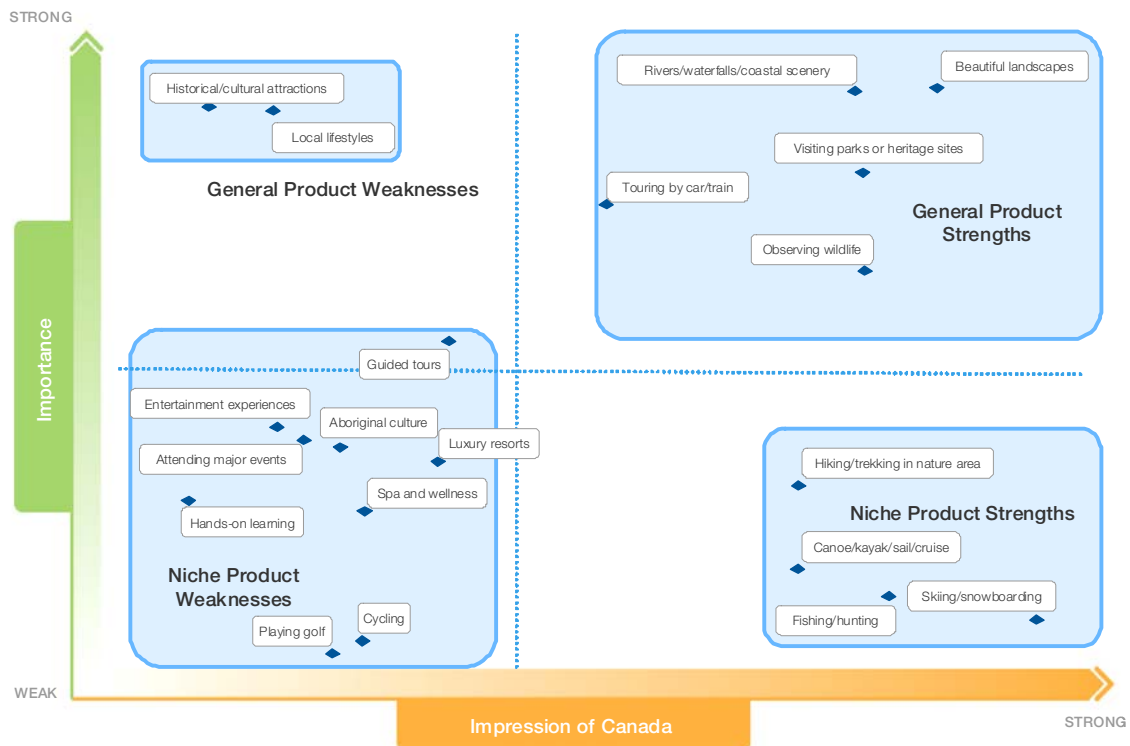 STRONG
Rivers/waterfalls/coastal scenery
Beautiful landscapes
Historical/cultural attractions
Local lifestyles
Visiting parks or heritage sites
General Product Weaknesses
Touring by car/train
General Product
Strengths
Observing wildlife
Importance
Guided tours
Entertainment experiences
Aboriginal culture
Luxury resorts
Attending major events
Hiking/trekking in nature area
Spa and wellness
Hands-on learning
Niche Product Strengths
Canoe/kayak/sail/cruise
Niche Product
Weaknesses
Skiing/snowboarding
Cycling
Fishing/hunting
Playing golf
WEAK
Impression of Canada
STRONG